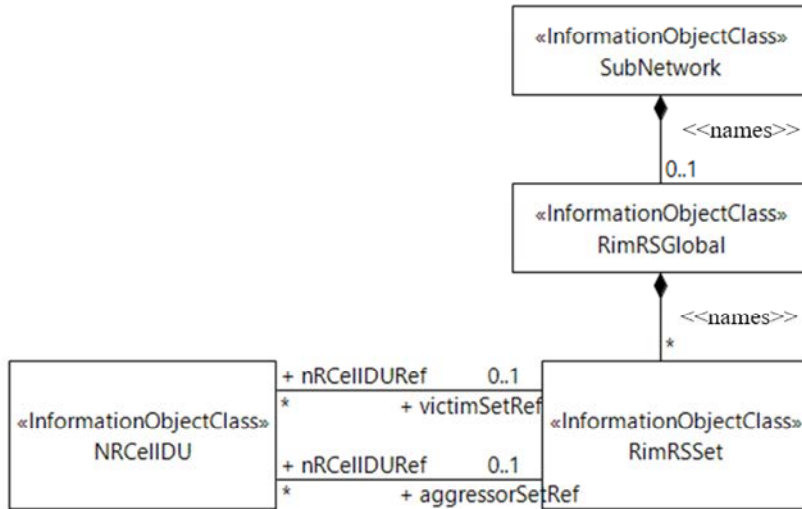 «InformationObjectClass»
SubNetwork
<<names>>
0..1
«InformationObjectClass»
RimRSGlobal
<<names>>
*
«InformationObjectClass»
NRCellDU
+ nRCellDURef 0..1
* + victimSetRef
+ nRCellDURef 0..1
* + aggressorSetRef
«InformationObjectClass»
RimRSSet